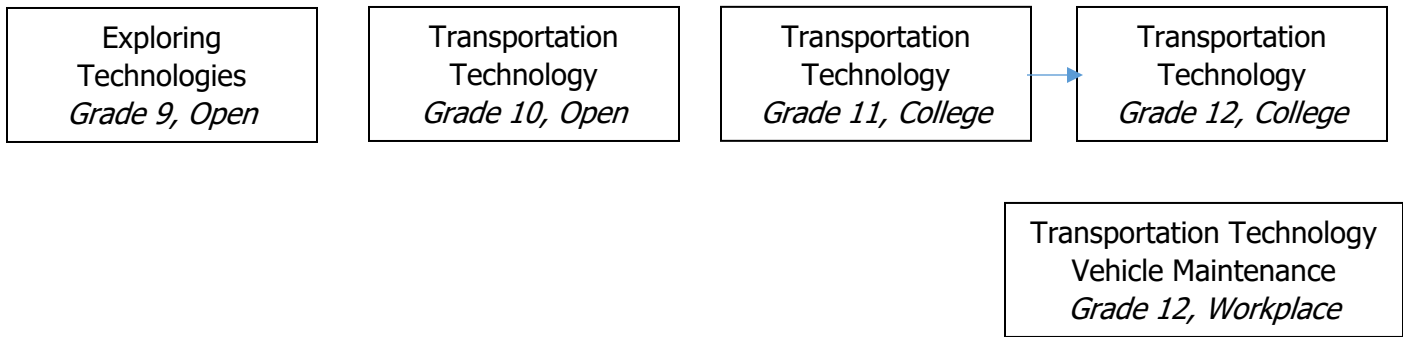 Exploring
Technologies
Grade 9, Open
Transportation
Technology
Grade 10, Open
Transportation
Technology
Grade 11, College
Transportation
Technology
Grade 12, College
Transportation Technology
Vehicle Maintenance
Grade 12, Workplace